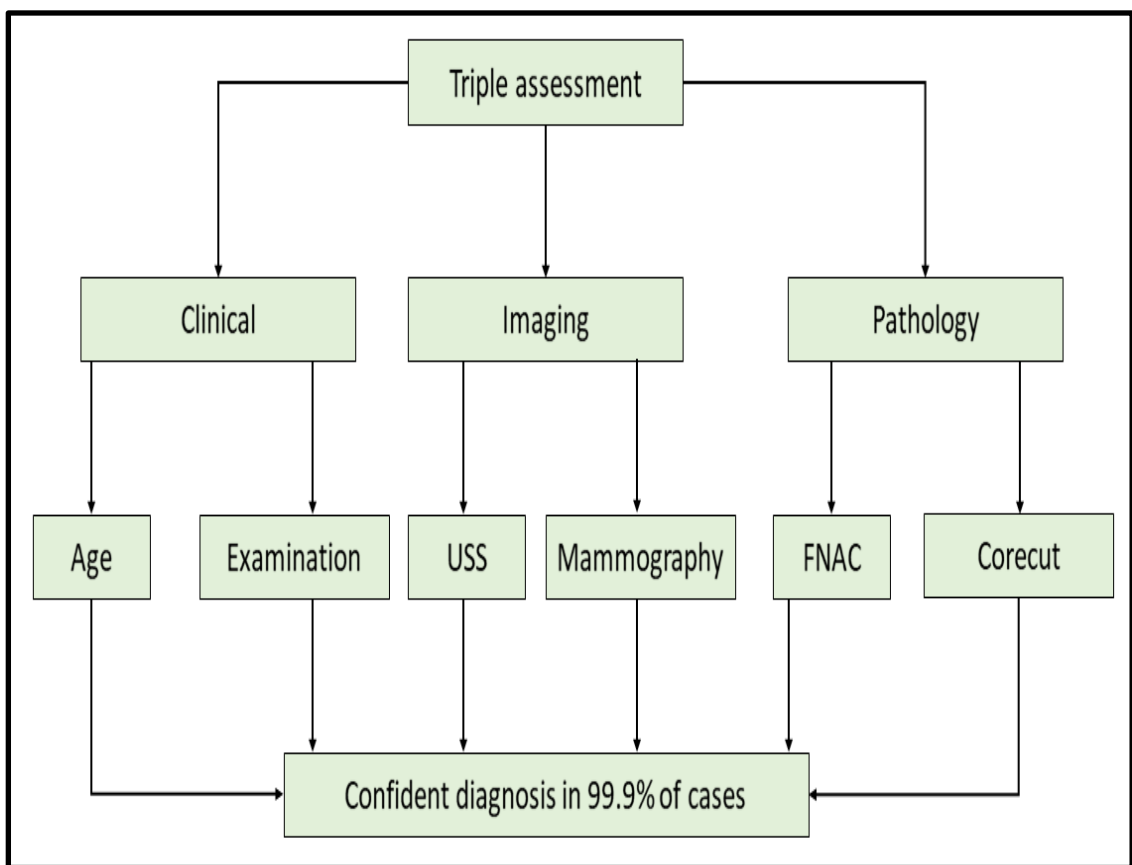 Triple assessment
Clinical
Imaging
Pathology
Age
Examination
USS
Mammography
FNAC
Corecut
Confident diagnosis in 99.9% of cases